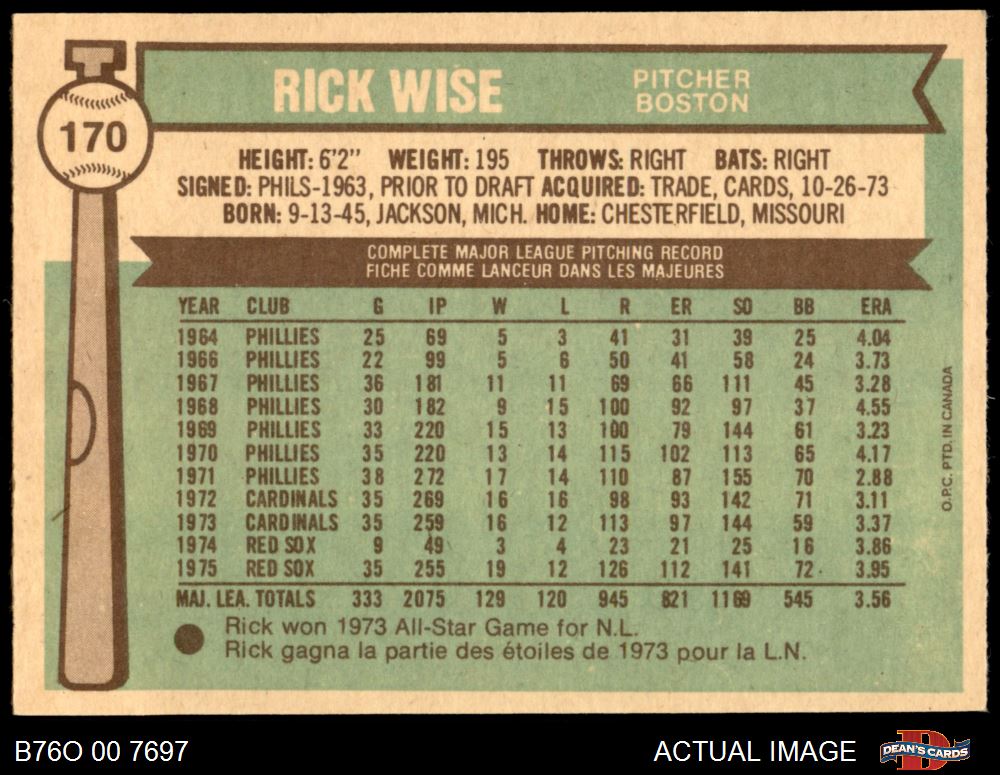 170
RICK WISE
PITCHER
BOSTON
HEIGHT: 6'2" WEIGHT: 195 THROWS: RIGHT BATS: RIGHT
SIGNED: PHILS-1963, PRIOR TO DRAFT ACQUIRED: TRADE, CARDS, 10-26-73
BORN: 9-13-45, JACKSON, MICH. HOME: CHESTERFIELD, MISSOURI
COMPLETE MAJOR LEAGUE PITCHING RECORD
FICHE COMME LANCEUR DANS LES MAJEURES
YEAR CLUB G IP W L R ER SO BB ERA
1964 PHILLIES 25 69 5 3 41 31 39 25 4.04
1966 PHILLIES 22 99 5 6 50 41 58 24 3.73
1967 PHILLIES 36 181 11 11 69 66 111 45 3.28
1968 PHILLIES 30 182 9 15 100 92 97 37 4.55
1969 PHILLIES 33 220 15 13 100 79 144 61 3.23
1970 PHILLIES 35 220 13 14 115 102 113 65 4.17
1971 PHILLIES 38 272 17 14 110 87 155 70 2.88
1972 CARDINALS 35 269 16 16 98 93 142 71 3.11
1973 CARDINALS 35 259 16 12 113 97 144 59 3.37
1974 RED SOX 9 49 3 4 23 21 25 16 3.86
1975 RED SOX 35 255 19 12 126 112 141 72 3.95
MAJ. LEA. TOTALS 333 2075 129 120 945 821 1169 545 3.56
Rick won 1973 All-Star Game for N.L.
Rick gagna la partie des étoiles de 1973 pour la L.N.
O.P.C. PTD. IN CANADA
B76O 00 7697
ACTUAL IMAGE
DEAN'S CARDS